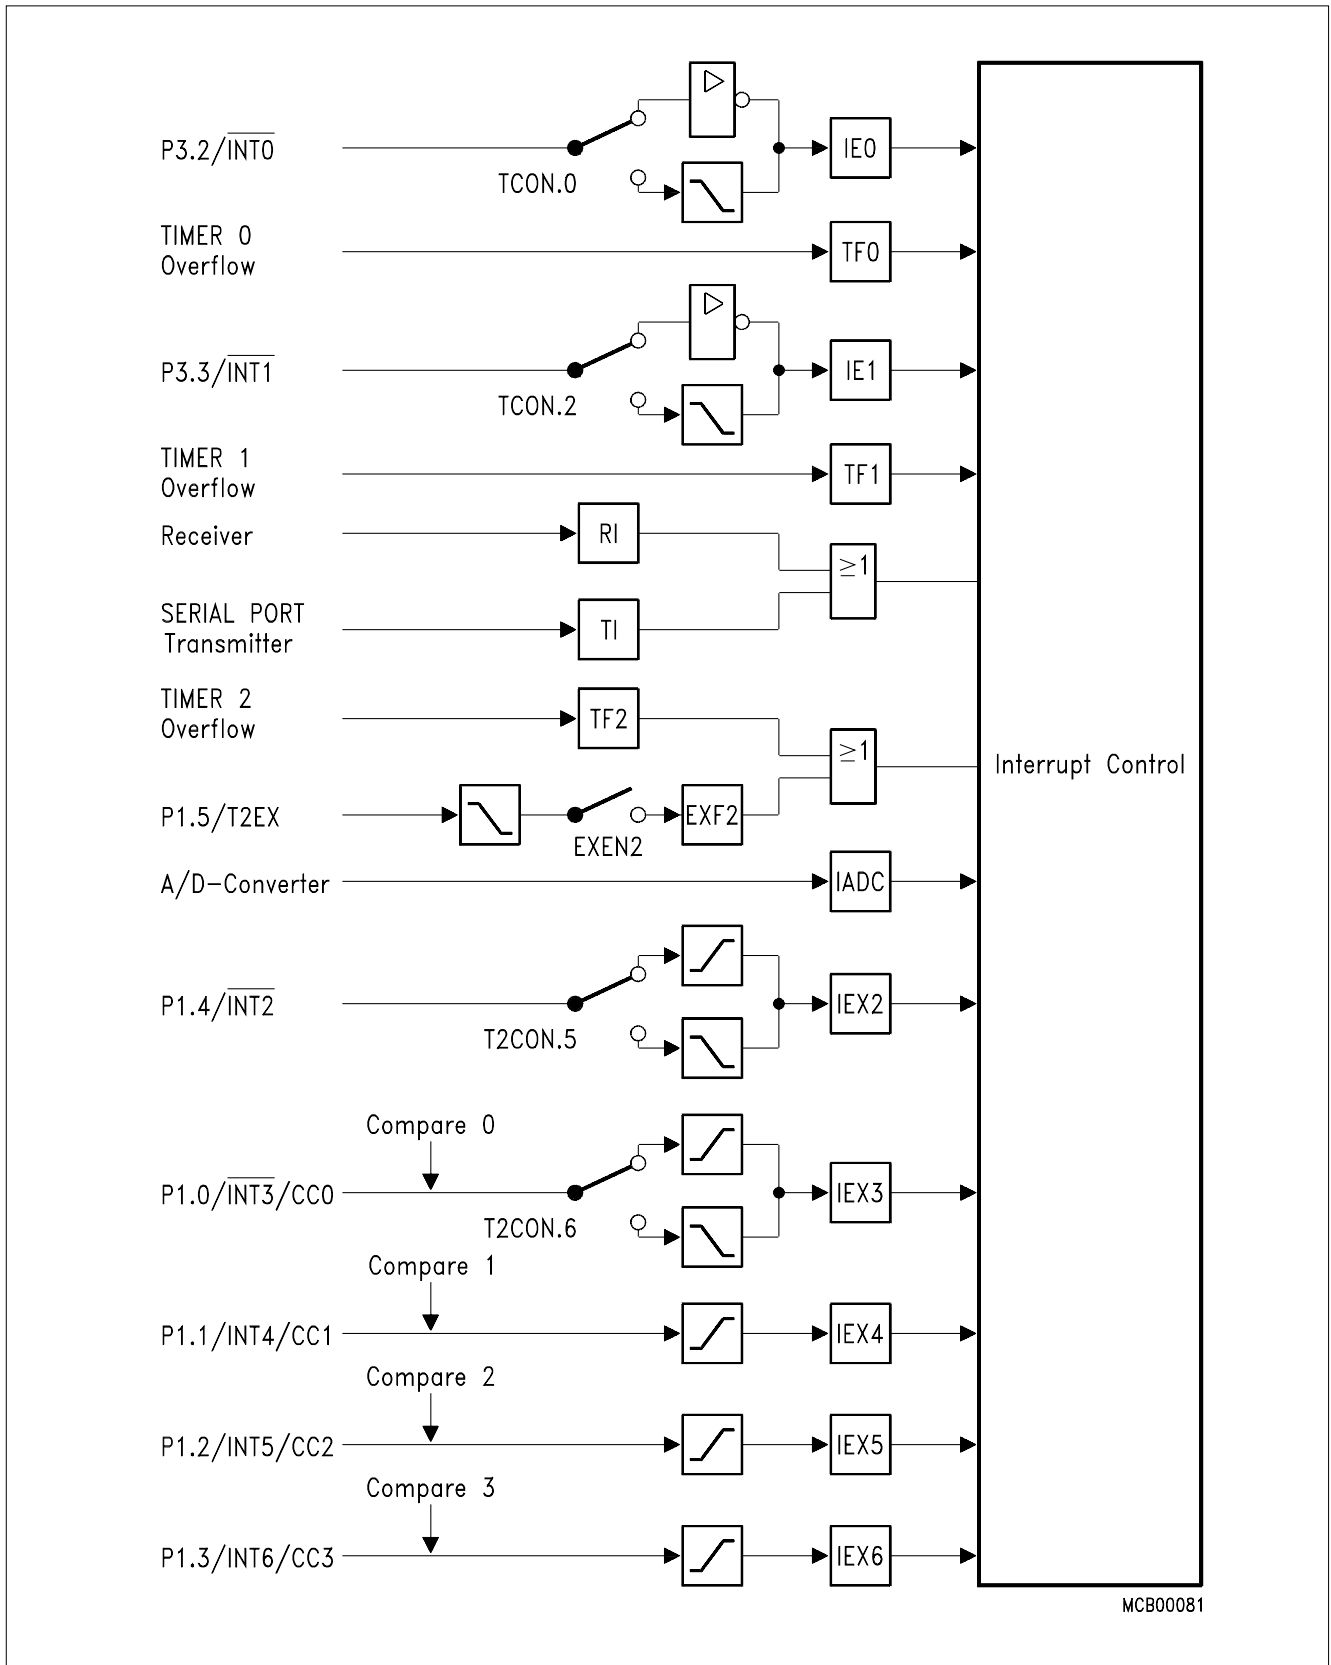 P3.2/INT0
TCON.0
IE0
TIMER 0
Overflow
TF0
P3.3/INT1
TCON.2
IE1
TIMER 1
Overflow
TF1
Receiver
RI
≥1
SERIAL PORT
Transmitter
TI
TIMER 2
Overflow
TF2
≥1
Interrupt Control
P1.5/T2EX
EXEN2
EXF2
A/D-Converter
IADC
P1.4/INT2
T2CON.5
IEX2
Compare 0
P1.0/INT3/CC0
T2CON.6
IEX3
Compare 1
P1.1/INT4/CC1
IEX4
Compare 2
P1.2/INT5/CC2
IEX5
Compare 3
P1.3/INT6/CC3
IEX6
MCB00081